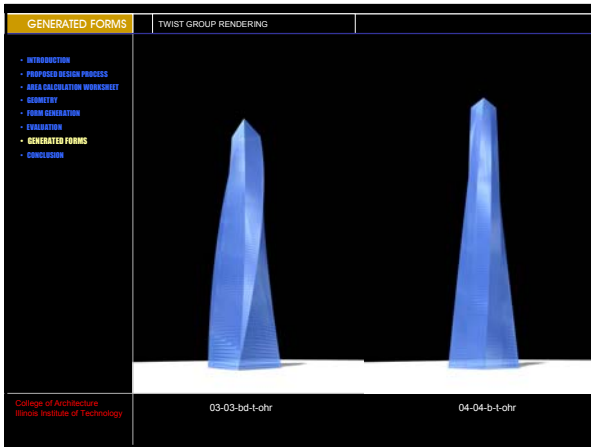 GENERATED FORMS
TWIST GROUP RENDERING
• INTRODUCTION
• PROPOSED DESIGN PROCESS
• AREA CALCULATION WORKSHEET
• GEOMETRY
• FORM GENERATION
• EVALUATION
• GENERATED FORMS
• CONCLUSION
College of Architecture
Illinois Institute of Technology
03-03-bd-t-ohr
04-04-b-t-ohr